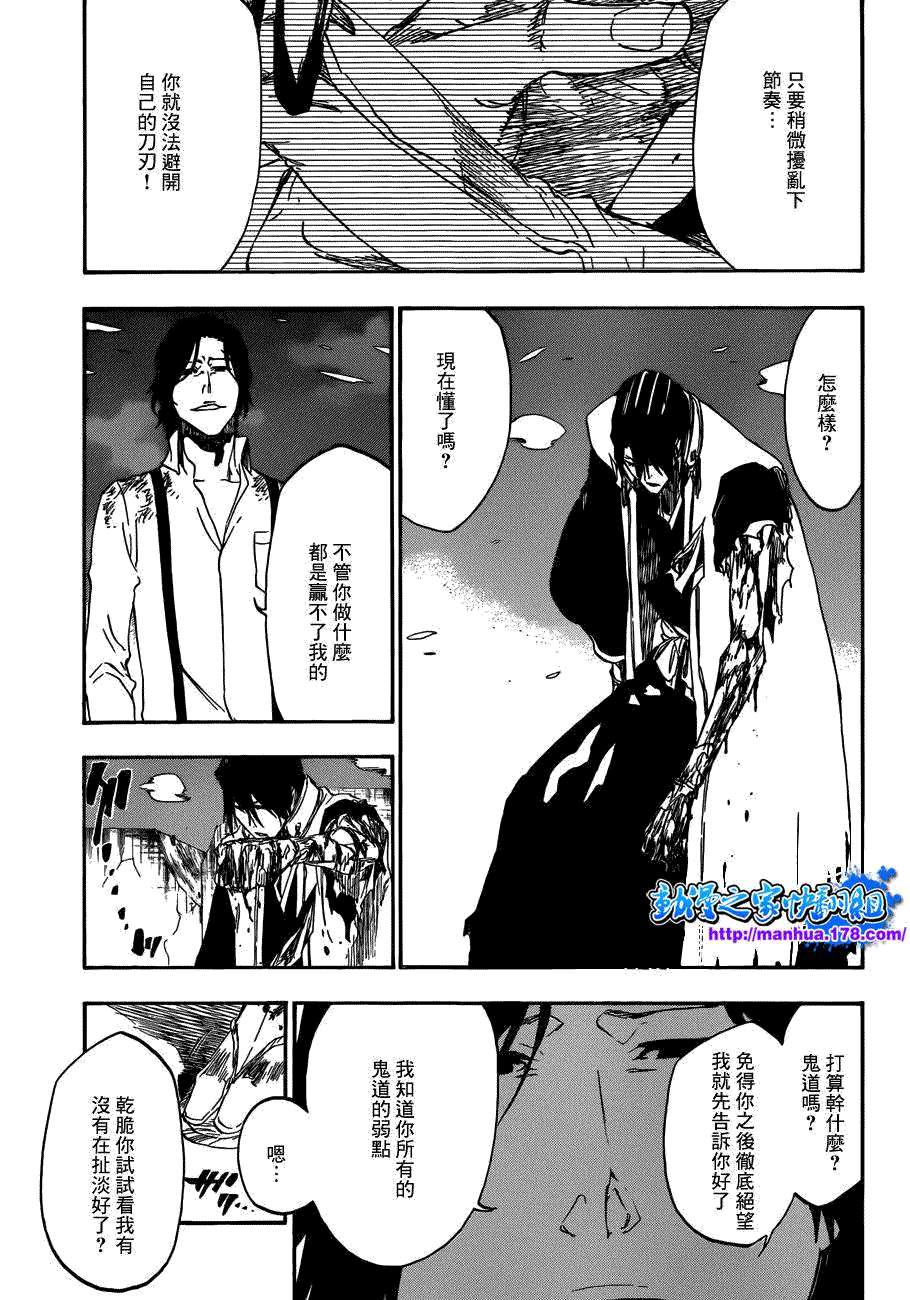 只要稍微擾亂下
節奏…
你就沒法避開
自己的刀刃！
怎麼樣？
現在懂了嗎？
不管你做什麼
都是贏不了我的
打算幹什麼？
鬼道嗎？
免得你之後徹底絕望
我就先告訴你好了
我知道你所有的
鬼道的弱點
嗯…
乾脆你試試看我有
沒有在扯淡好了？
動漫之家快翻組
http://manhua.178.com/